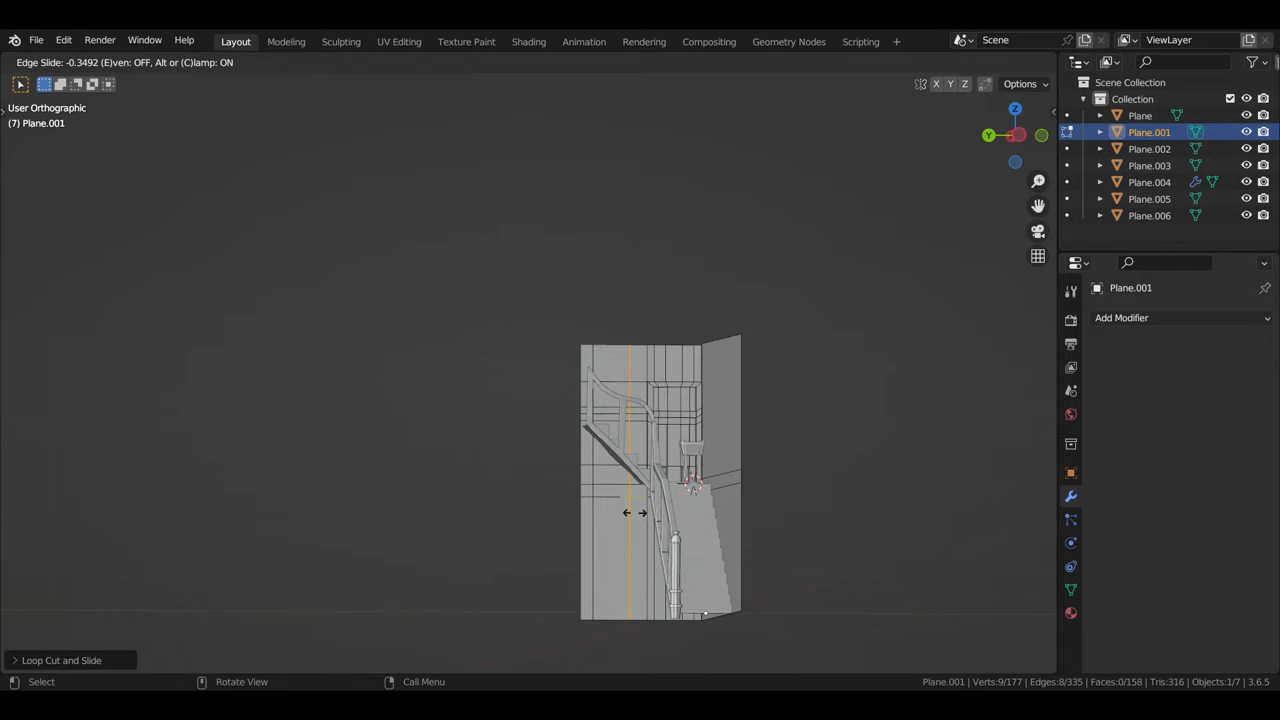 File Edit Render Window Help Layout Modeling Sculpting UV Editing Texture Paint Shading Animation Rendering Compositing Geometry Nodes Scripting + Scene ViewLayer
Edge Slide: -0.3492 (E)ven: OFF, Alt or (C)lamp: ON
X Y Z Options
Scene Collection
Collection
Plane
Plane.001
Plane.002
Plane.003
Plane.004
Plane.005
Plane.006
User Orthographic
(7) Plane.001
Z
Y
Plane.001
Add Modifier
Loop Cut and Slide
Select Rotate View Call Menu Plane.001 | Verts:9/177 | Edges:8/335 | Faces:0/158 | Tris:316 | Objects:1/7 | 3.6.5